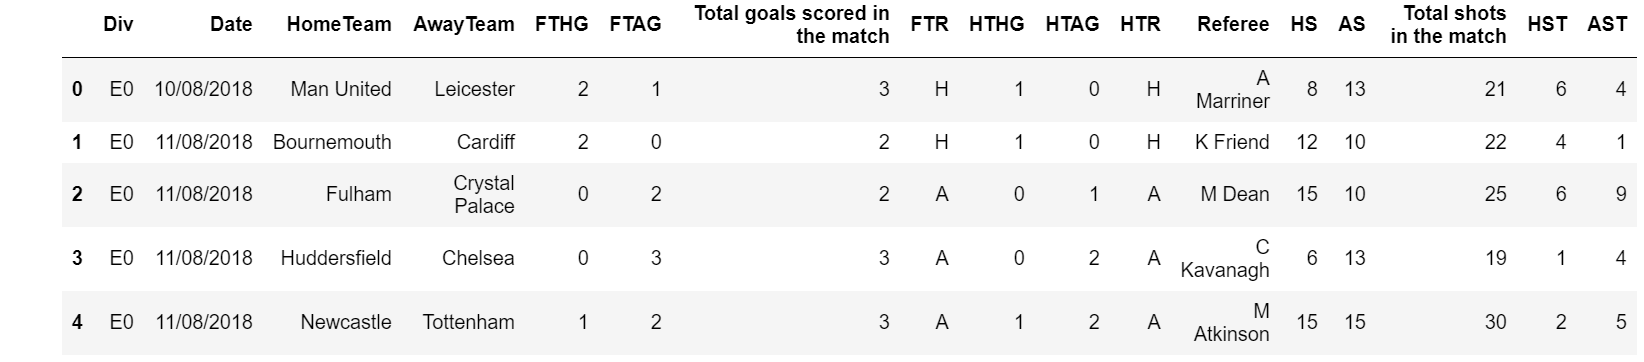 Div Date HomeTeam AwayTeam FTHG FTAG Total goals scored in the match FTR HTHG HTAG HTR Referee HS AS Total shots in the match HST AST
0 E0 10/08/2018 Man United Leicester 2 1 3 H 1 0 H A Marriner 8 13 21 6 4
1 E0 11/08/2018 Bournemouth Cardiff 2 0 2 H 1 0 H K Friend 12 10 22 4 1
2 E0 11/08/2018 Fulham Crystal Palace 0 2 2 A 0 1 A M Dean 15 10 25 6 9
3 E0 11/08/2018 Huddersfield Chelsea 0 3 3 A 0 2 A C Kavanagh 6 13 19 1 4
4 E0 11/08/2018 Newcastle Tottenham 1 2 3 A 1 2 A M Atkinson 15 15 30 2 5